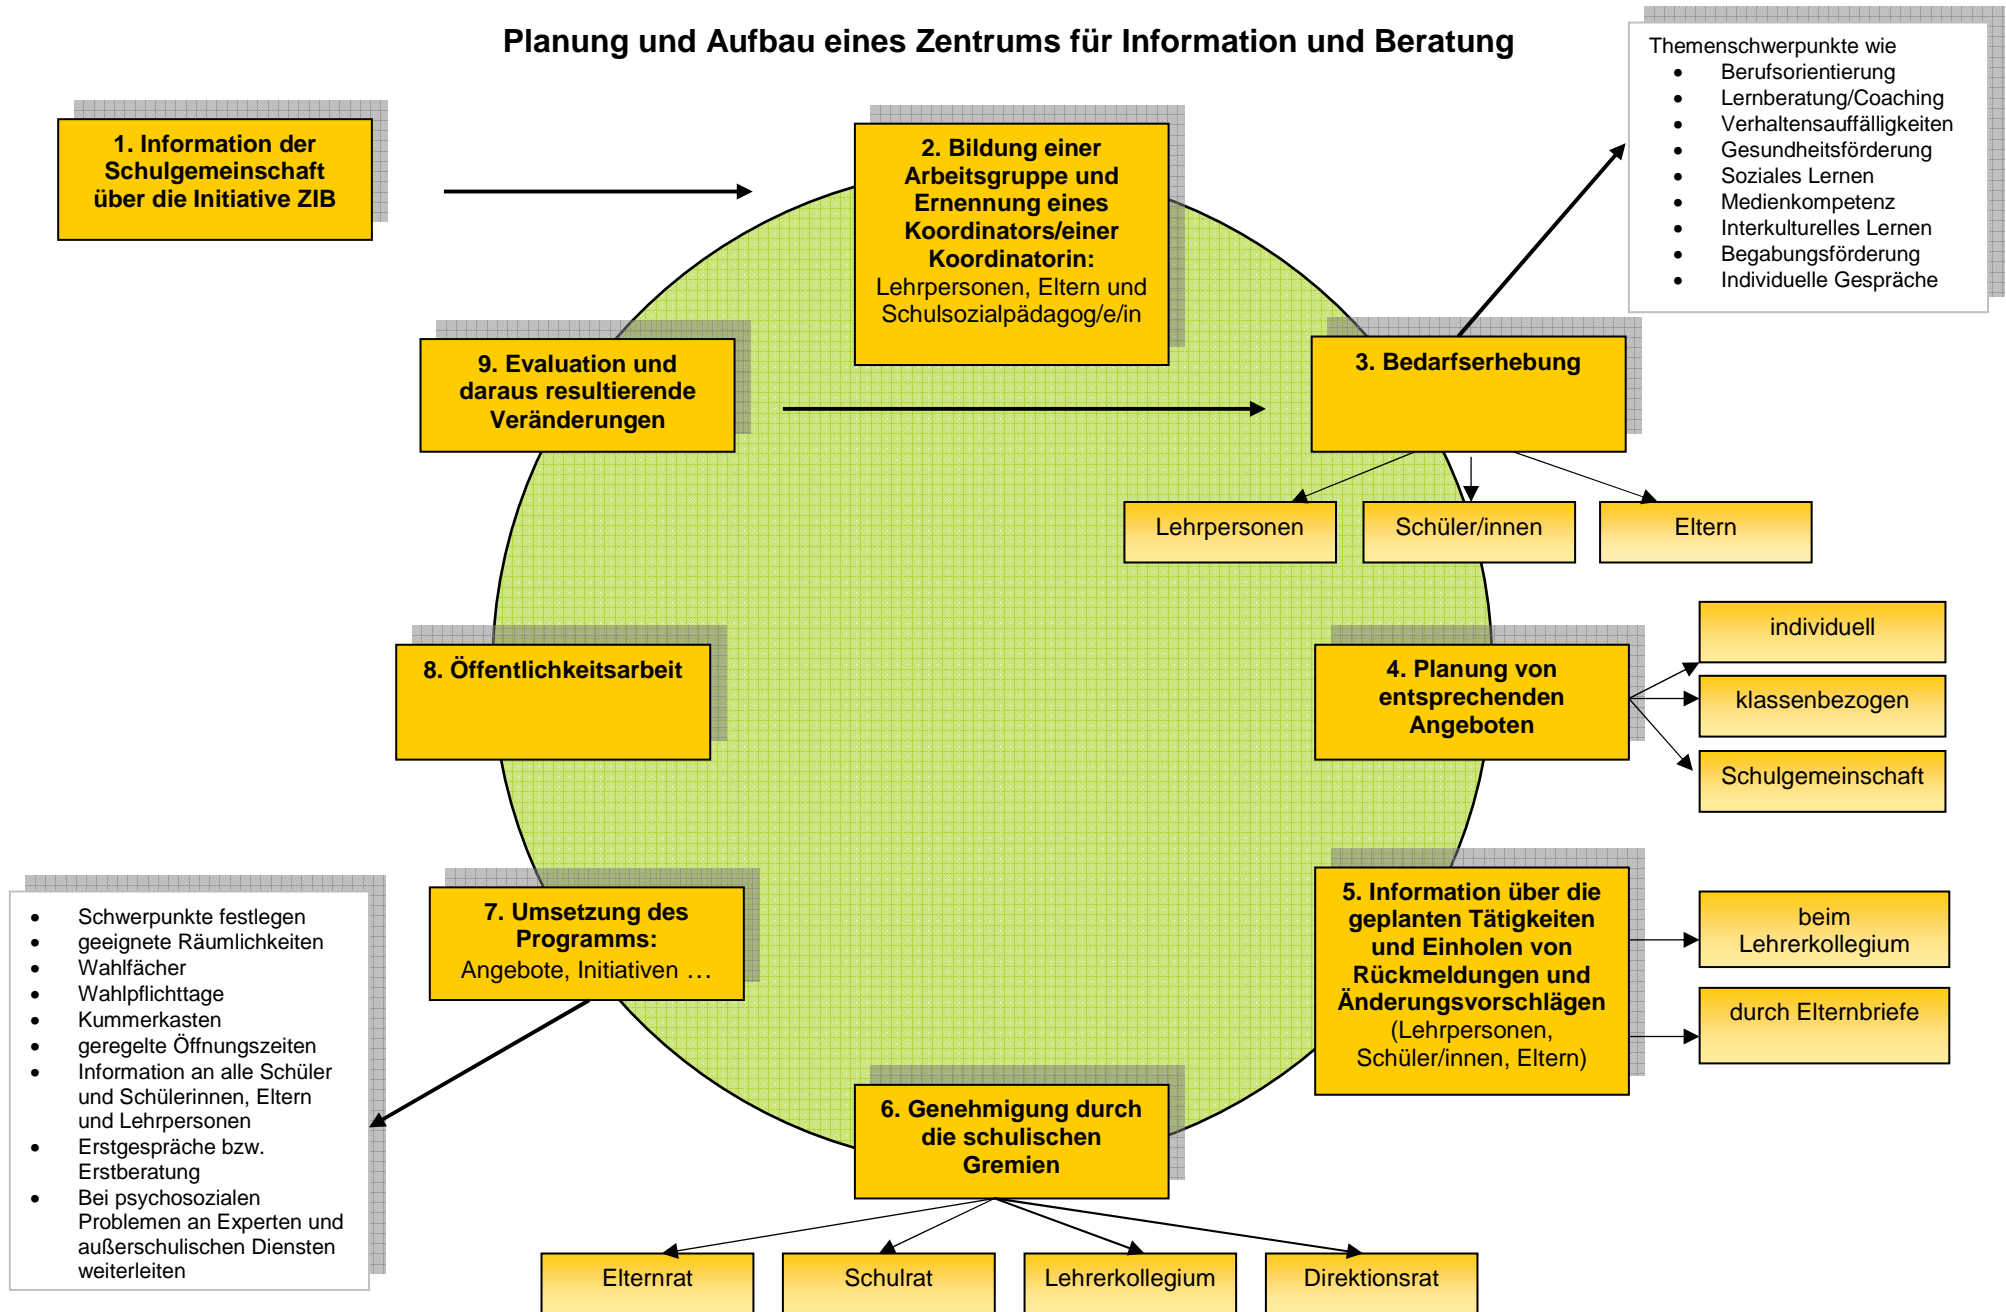 Planung und Aufbau eines Zentrums für Information und Beratung
1. Information der
Schulgemeinschaft
über die Initiative ZIB
2. Bildung einer
Arbeitsgruppe und
Ernennung eines
Koordinators/einer
Koordinatorin:
Lehrpersonen, Eltern und
Schulsozialpädagog/e/in
Themenschwerpunkte wie
• Berufsorientierung
• Lernberatung/Coaching
• Verhaltensauffälligkeiten
• Gesundheitsförderung
• Soziales Lernen
• Medienkompetenz
• Interkulturelles Lernen
• Begabungsförderung
• Individuelle Gespräche
3. Bedarfserhebung
Lehrpersonen
Schüler/innen
Eltern
4. Planung von
entsprechenden
Angeboten
individuell
klassenbezogen
Schulgemeinschaft
5. Information über die
geplanten Tätigkeiten
und Einholen von
Rückmeldungen und
Änderungsvorschlägen
(Lehrpersonen,
Schüler/innen, Eltern)
beim
Lehrerkollegium
durch Elternbriefe
6. Genehmigung durch
die schulischen
Gremien
Elternrat
Schulrat
Lehrerkollegium
Direktionsrat
7. Umsetzung des
Programms:
Angebote, Initiativen …
• Schwerpunkte festlegen
• geeignete Räumlichkeiten
• Wahlfächer
• Wahlpflichttage
• Kummerkasten
• geregelte Öffnungszeiten
• Information an alle Schüler
und Schülerinnen, Eltern
und Lehrpersonen
• Erstgespräche bzw.
Erstberatung
• Bei psychosozialen
Problemen an Experten und
außerschulischen Diensten
weiterleiten
8. Öffentlichkeitsarbeit
9. Evaluation und
daraus resultierende
Veränderungen